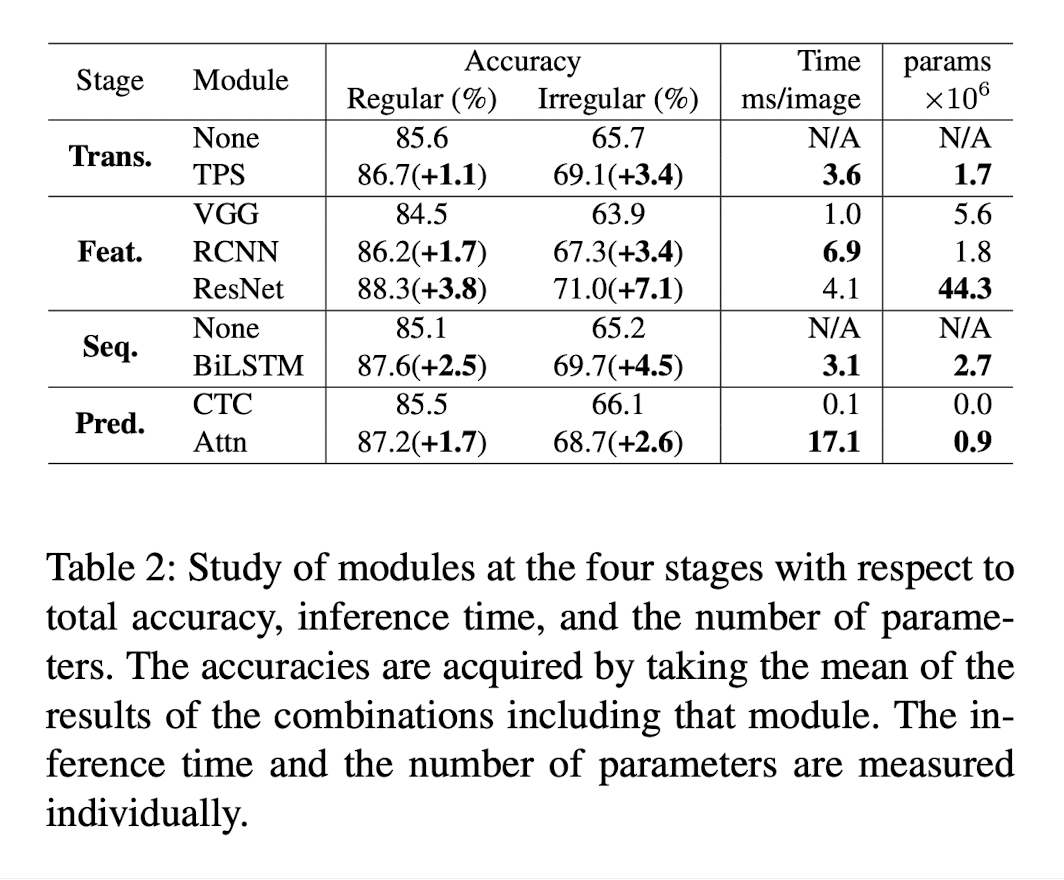 Stage Module Accuracy Time params
Regular (%) Irregular (%) ms/image ×10⁶
Trans. None 85.6 65.7 N/A N/A
TPS 86.7(+1.1) 69.1(+3.4) 3.6 1.7
Feat. VGG 84.5 63.9 1.0 5.6
RCNN 86.2(+1.7) 67.3(+3.4) 6.9 1.8
ResNet 88.3(+3.8) 71.0(+7.1) 4.1 44.3
Seq. None 85.1 65.2 N/A N/A
BiLSTM 87.6(+2.5) 69.7(+4.5) 3.1 2.7
Pred. CTC 85.5 66.1 0.1 0.0
Attn 87.2(+1.7) 68.7(+2.6) 17.1 0.9
Table 2: Study of modules at the four stages with respect to
total accuracy, inference time, and the number of parame-
ters. The accuracies are acquired by taking the mean of the
results of the combinations including that module. The in-
ference time and the number of parameters are measured
individually.